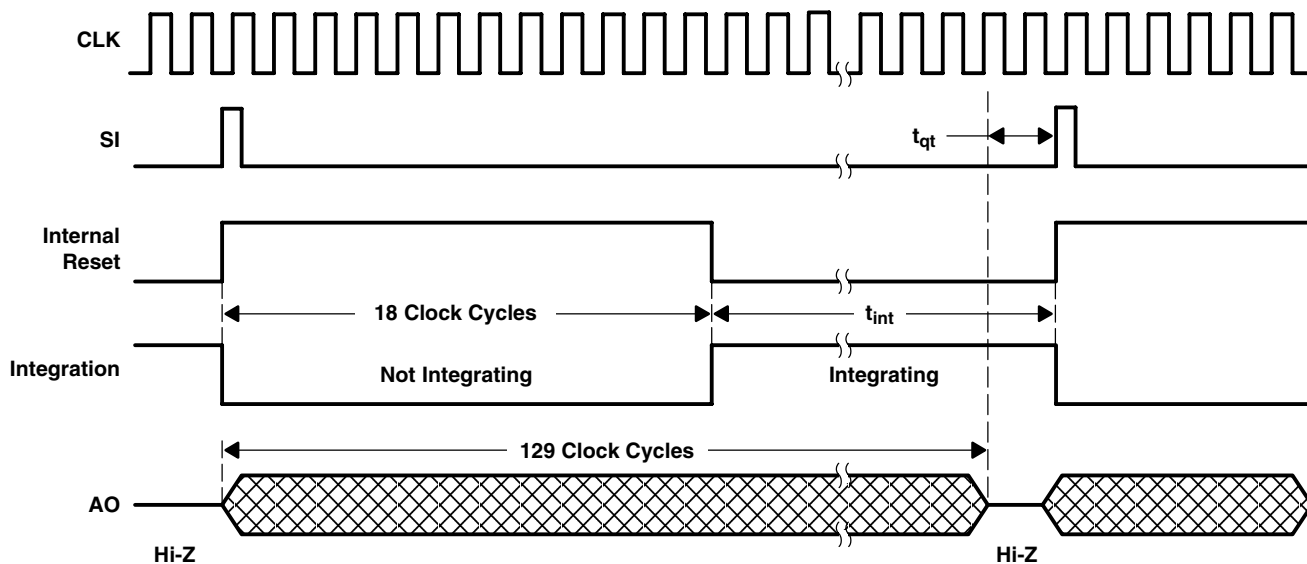 CLK
SI
t_qt
Internal
Reset
18 Clock Cycles
t_int
Integration
Not Integrating
Integrating
129 Clock Cycles
AO
Hi-Z
Hi-Z